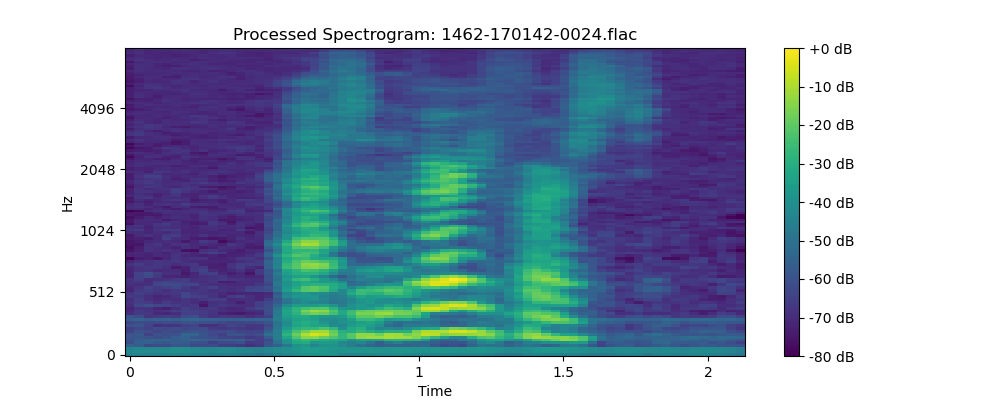 Processed Spectrogram: 1462-170142-0024.flac
+0 dB
-10 dB
4096
-20 dB
-30 dB
2048
Hz
-40 dB
1024
-50 dB
-60 dB
512
-70 dB
0
-80 dB
0 0.5 1 1.5 2
Time